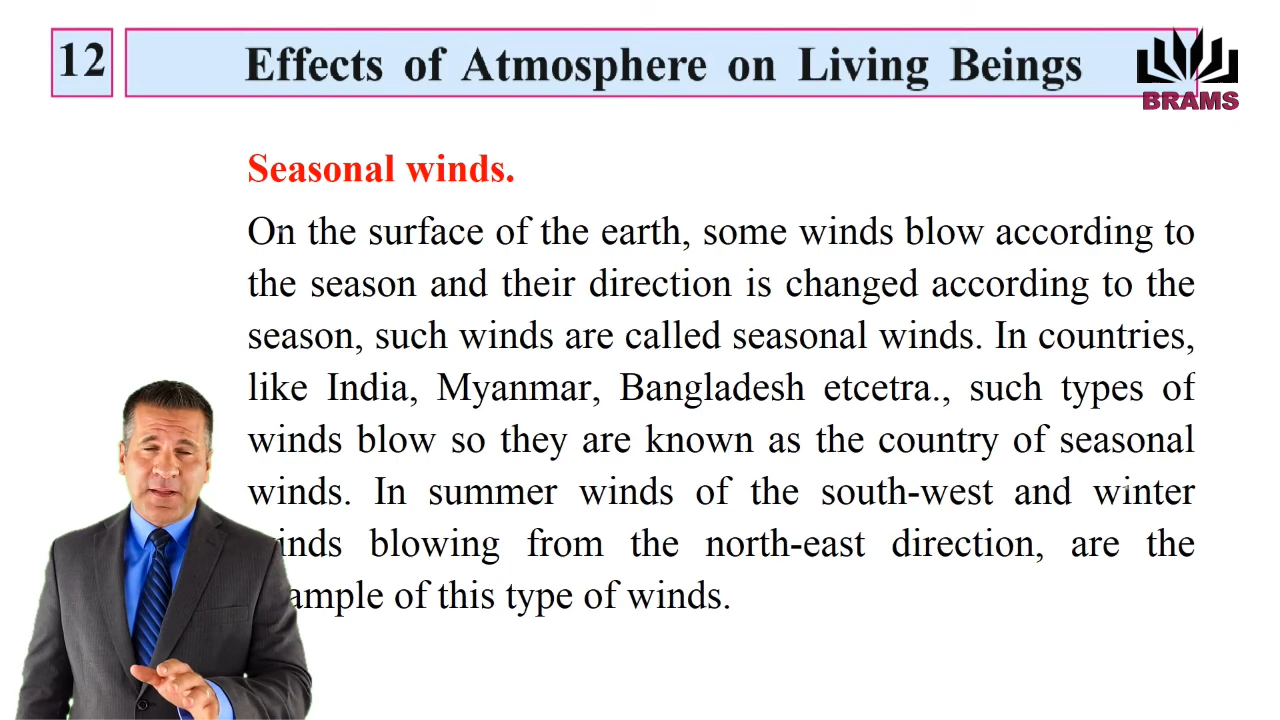 12
Effects of Atmosphere on Living Beings
BRAMS
Seasonal winds.
On the surface of the earth, some winds blow according to
the season and their direction is changed according to the
season, such winds are called seasonal winds. In countries,
like India, Myanmar, Bangladesh etcetra., such types of
winds blow so they are known as the country of seasonal
winds. In summer winds of the south-west and winter
inds blowing from the north-east direction, are the
ample of this type of winds.